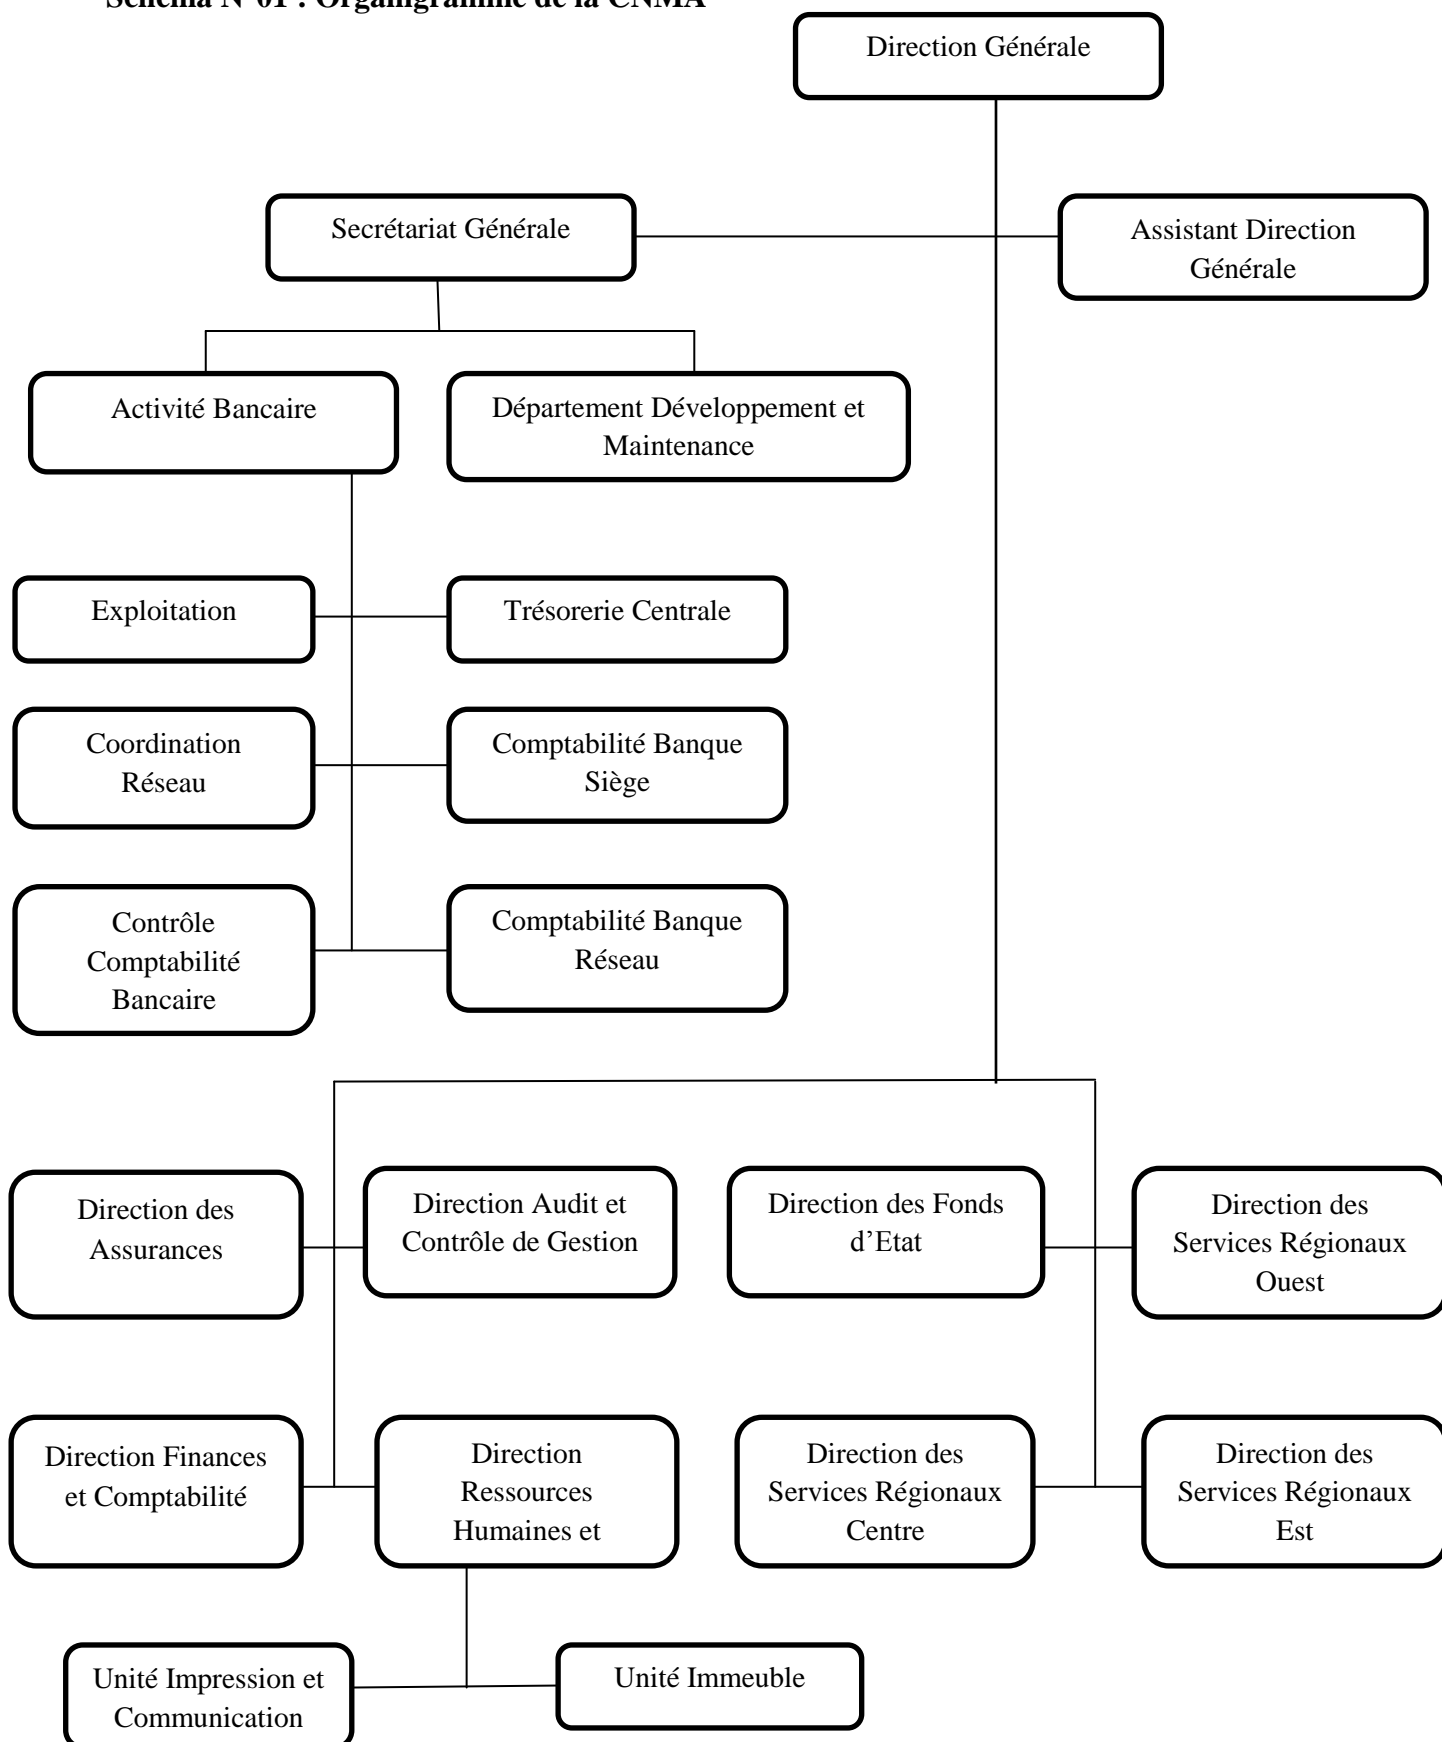 Schéma N°01 : Organigramme de la CNMA
Direction Générale
Secrétariat Générale
Assistant Direction
Générale
Activité Bancaire
Département Développement et
Maintenance
Exploitation
Trésorerie Centrale
Coordination
Réseau
Comptabilité Banque
Siège
Contrôle
Comptabilité
Bancaire
Comptabilité Banque
Réseau
Direction des
Assurances
Direction Audit et
Contrôle de Gestion
Direction des Fonds
d’Etat
Direction des
Services Régionaux
Ouest
Direction Finances
et Comptabilité
Direction
Ressources
Humaines et
Direction des
Services Régionaux
Centre
Direction des
Services Régionaux
Est
Unité Impression et
Communication
Unité Immeuble